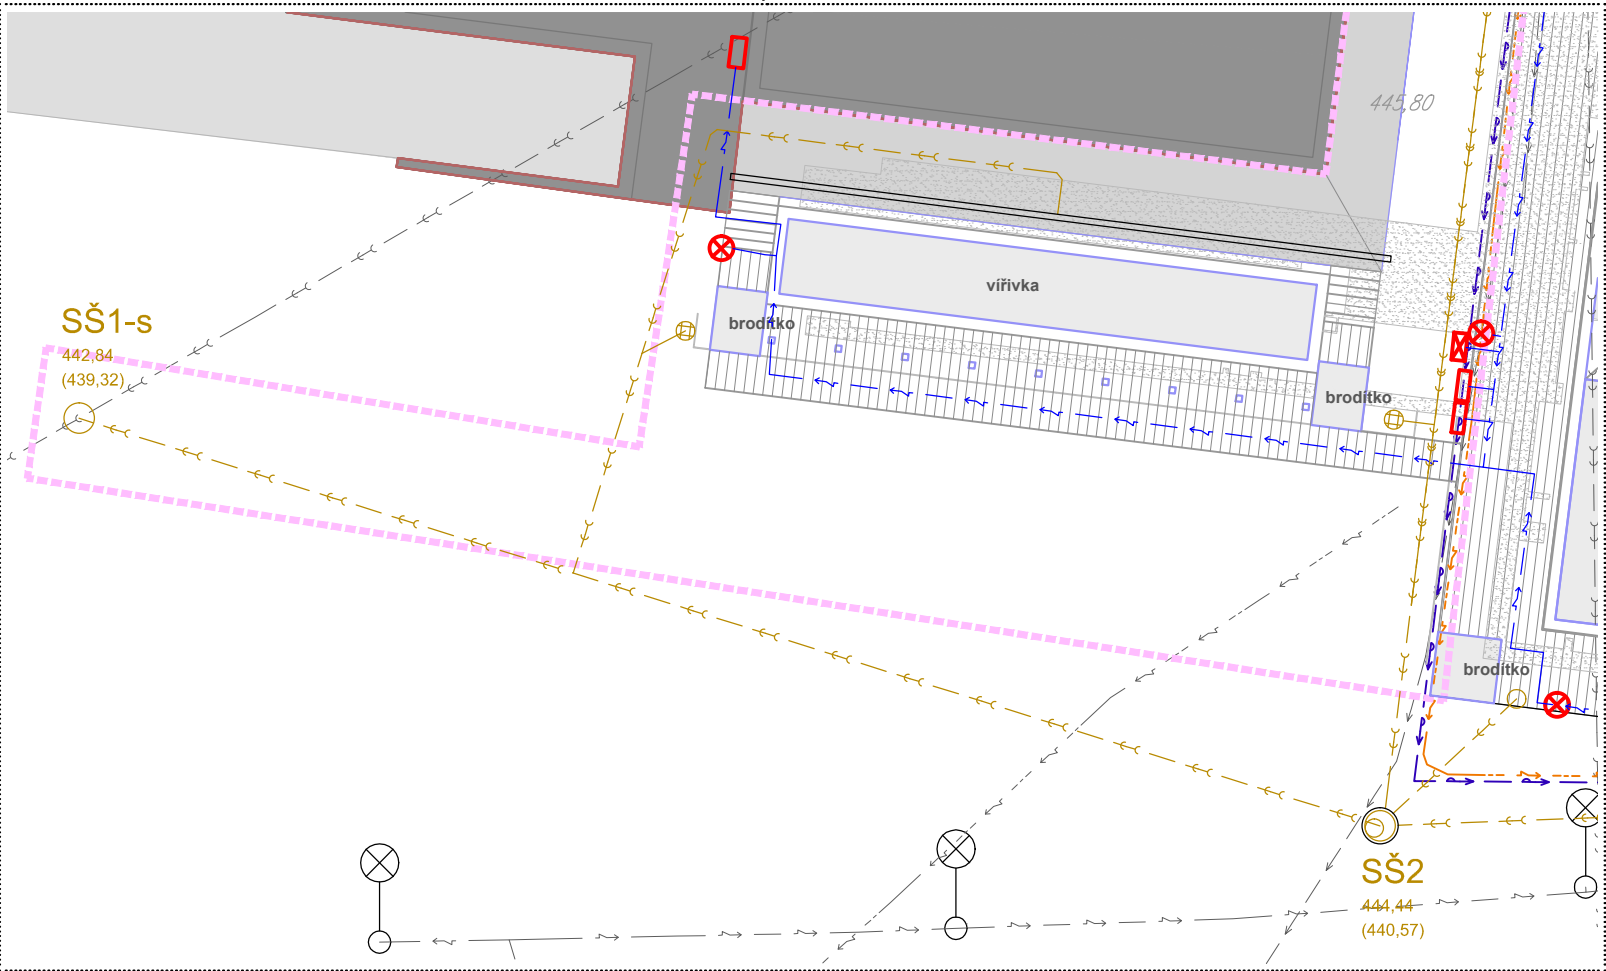 445,80
SŠ1-s
442,84
(439,32)
vířivka
brodítko
brodítko
brodítko
SŠ2
444,44
(440,57)